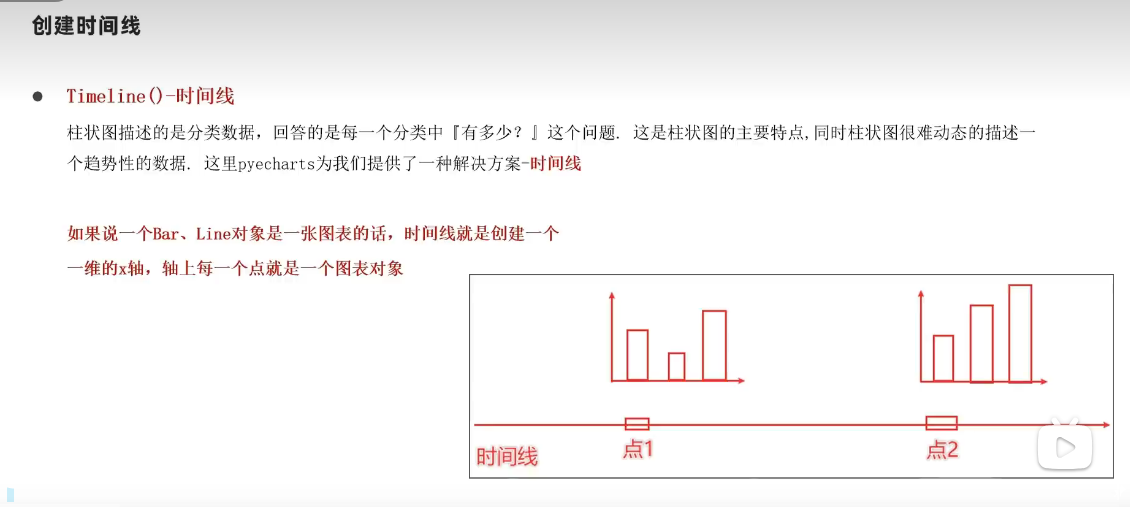 创建时间线
● Timeline()-时间线
柱状图描述的是分类数据，回答的是每一个分类中『有多少？』这个问题. 这是柱状图的主要特点,同时柱状图很难动态的描述一
个趋势性的数据. 这里pyecharts为我们提供了一种解决方案-时间线
如果说一个Bar、Line对象是一张图表的话，时间线就是创建一个
一维的x轴，轴上每一个点就是一个图表对象
时间线
点1
点2